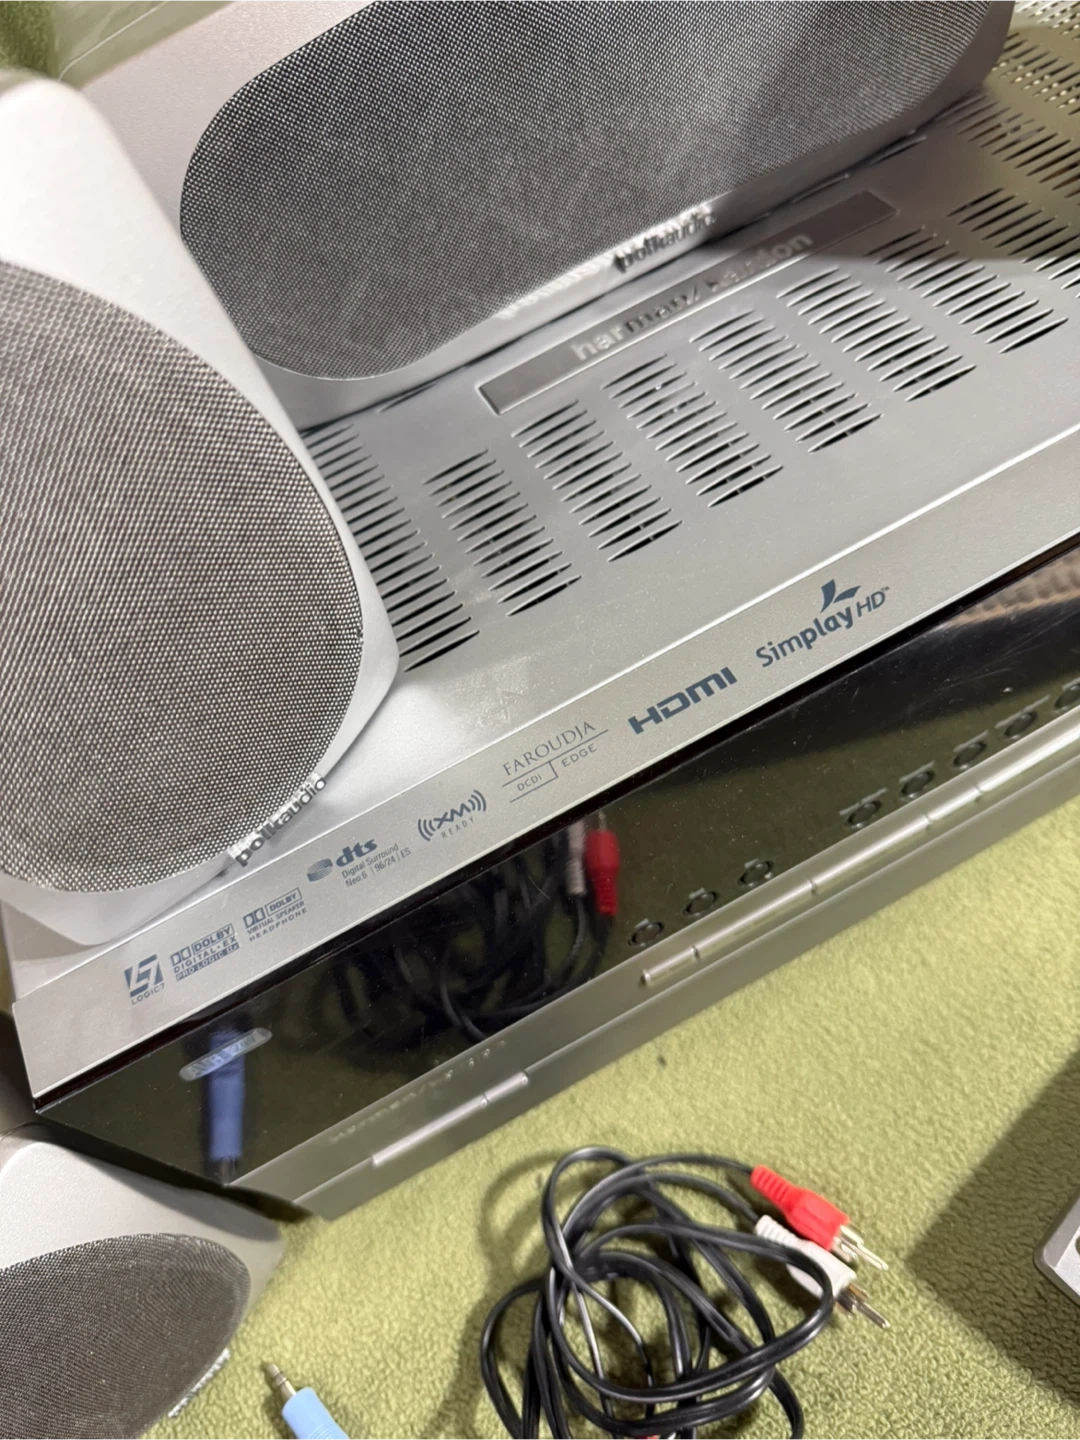 polkaudio
harman/kardon
Simplay HD™
HDMI
FAROUDJA
DCDi EDGE
((XM))
READY
dts
Digital Surround
Neo:6 | 96/24 | ES
DOLBY
VIRTUAL SPEAKER
HEADPHONE
DOLBY
DIGITAL·EX
PRO LOGIC IIx
LOGIC7
polkaudio